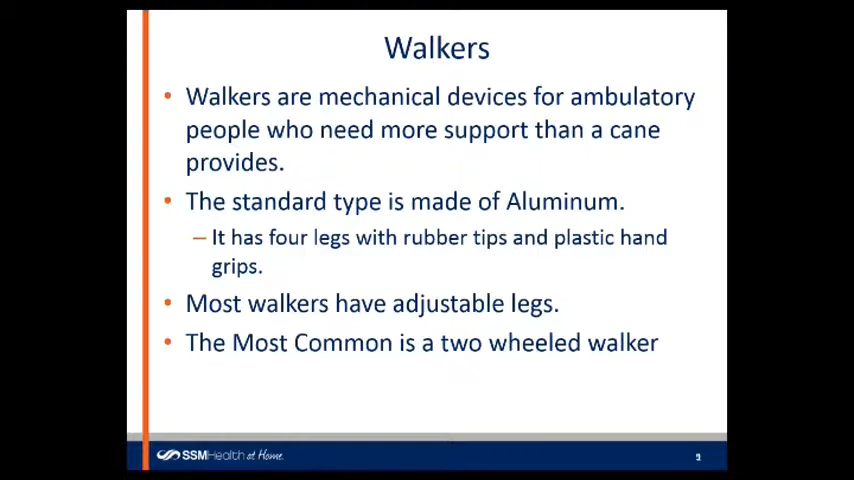 Walkers
• Walkers are mechanical devices for ambulatory
people who need more support than a cane
provides.
• The standard type is made of Aluminum.
– It has four legs with rubber tips and plastic hand
grips.
• Most walkers have adjustable legs.
• The Most Common is a two wheeled walker
SSMHealth at Home.